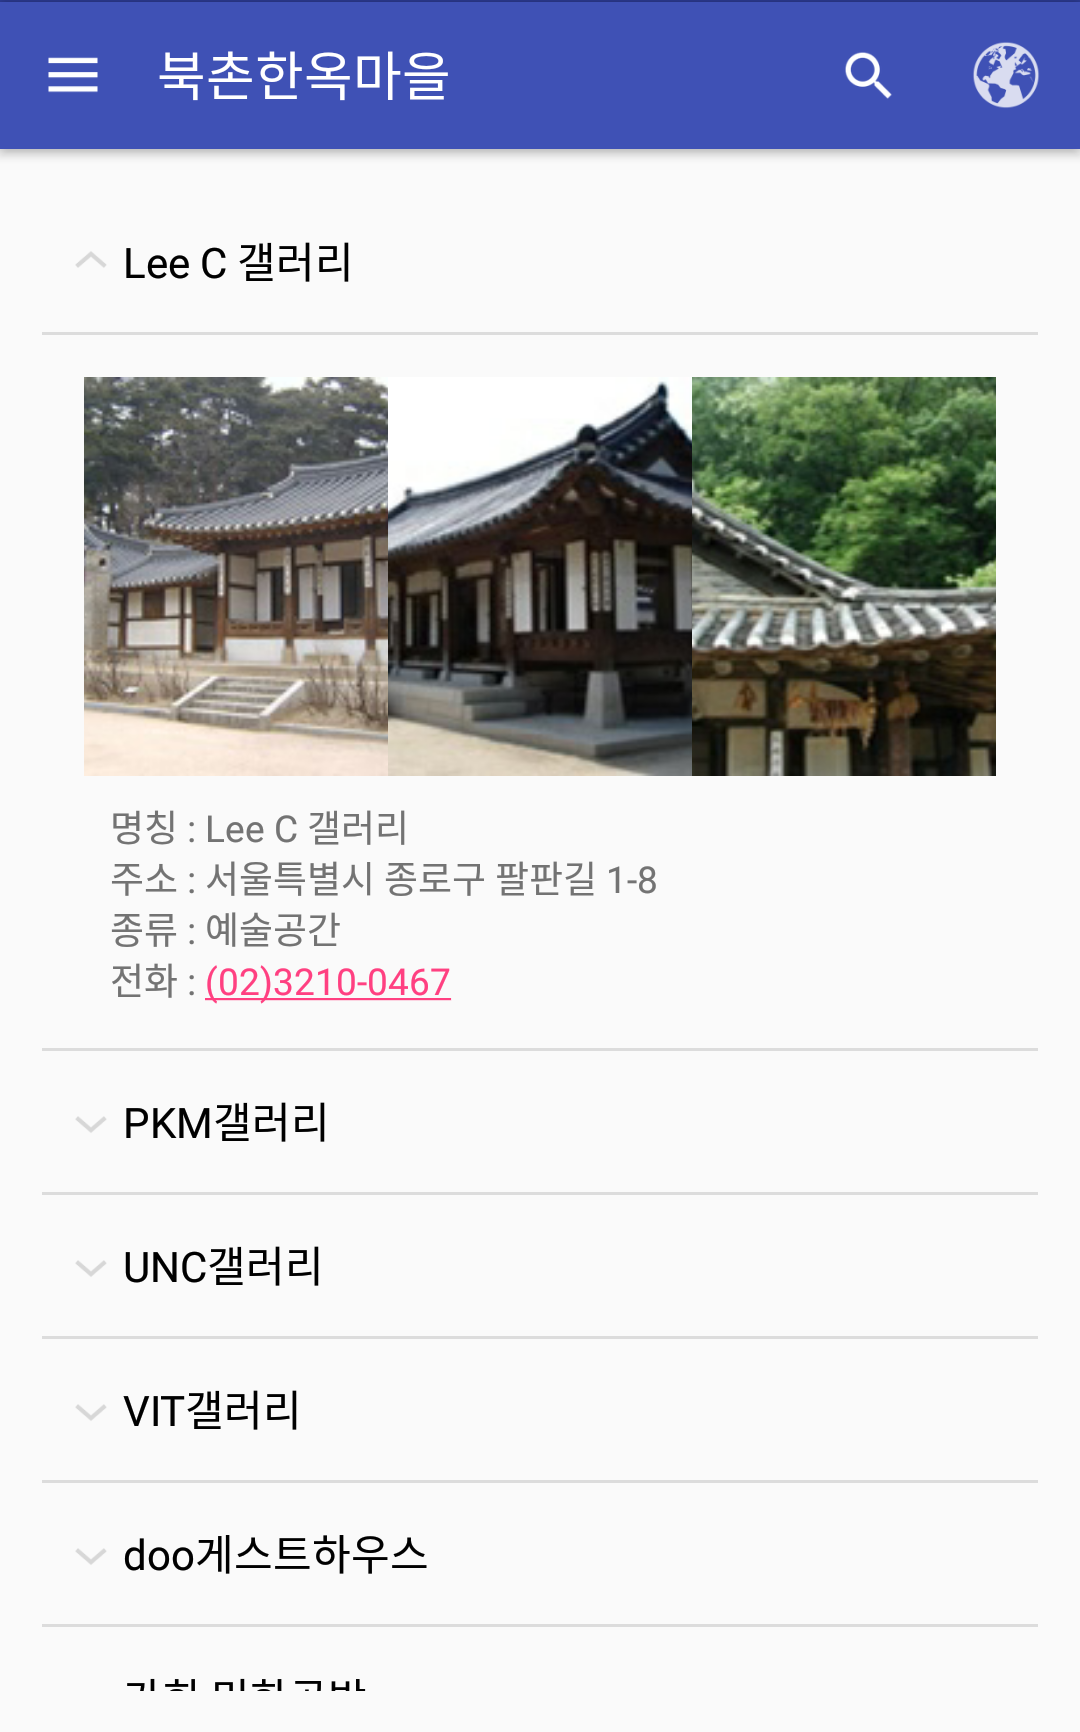 북촌한옥마을
Lee C 갤러리
명칭 : Lee C 갤러리
주소 : 서울특별시 종로구 팔판길 1-8
종류 : 예술공간
전화 : (02)3210-0467
PKM갤러리
UNC갤러리
VIT갤러리
doo게스트하우스